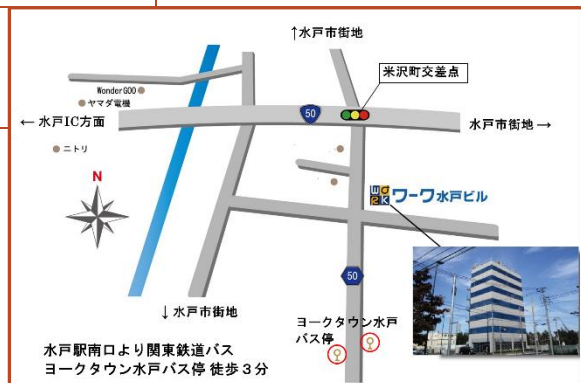 ↑水戸市街地
米沢町交差点
WonderGOO
ヤマダ電機
50
← 水戸IC方面
水戸市街地 →
ニトリ
N
WORK ワーク水戸ビル
50
↓ 水戸市街地
ヨークタウン水戸
バス停
水戸駅南口より関東鉄道バス
ヨークタウン水戸バス停 徒歩３分